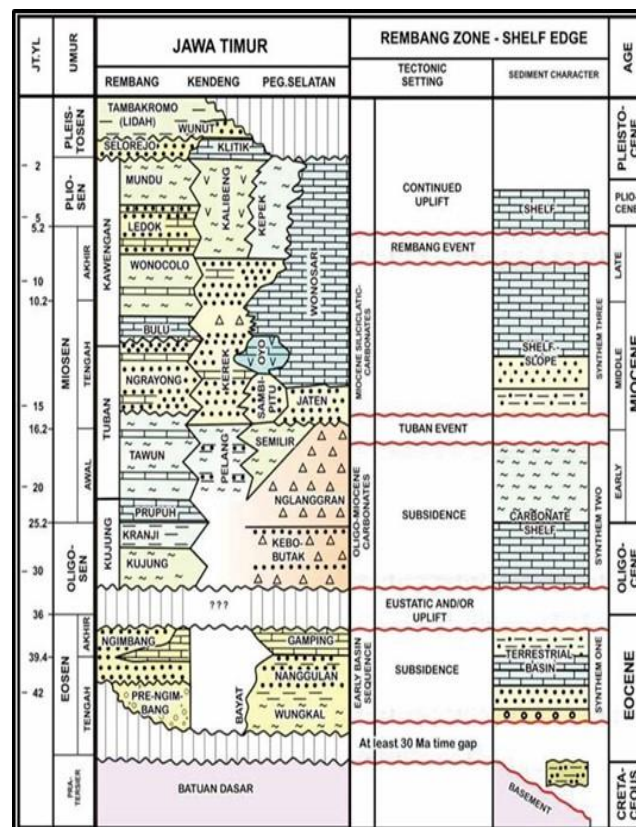 JT.YL
UMUR
JAWA TIMUR
REMBANG KENDENG PEG.SELATAN
REMBANG ZONE - SHELF EDGE
TECTONIC
SETTING
SEDIMENT CHARACTER
AGE
PLEIS-
TOSEN
TAMBAKROMO
(LIDAH)
WUNUT
SELOREJO
KLITIK
PLEISTO-
CENE
2
PLIO-
SEN
MUNDU
KALIBENG
KEPEK
CONTINUED
UPLIFT
SHELF
PLIO-
CENE
5
5.2
LEDOK
REMBANG EVENT
KAWENGAN
AKHIR
WONOCOLO
WONOSARI
LATE
10
10.2
BULU
MIOSEN
TENGAH
OYO
KEREK
MIOCENE SILICICLATIC-
CARBONATES
SHELF-
SLOPE
SYNTHEM THREE
MIDDLE
MIOCENE
NGRAYONG
SAMBI-
PITU
JATEN
15
16.2
TUBAN
TUBAN EVENT
SEMILIR
AWAL
TAWUN
PELANG
NGLANGGRAN
20
EARLY
PRUPUH
OLIGO-MIOCENE
CARBONATES
SUBSIDENCE
CARBONATE
SHELF
SYNTHEM TWO
25.2
OLIGO-
SEN
KUJUNG
KRANJI
KEBO-
BUTAK
OLIGO-
CENE
30
KUJUNG
???
EUSTATIC AND/OR
UPLIFT
36
EOSEN
AKHIR
NGIMBANG
GAMPING
39.4
NANGGULAN
EARLY BASIN
SEQUENCE
SUBSIDENCE
TERRESTRIAL
BASIN
SYNTHEM ONE
EOCENE
42
TENGAH
PRE-NGIM-
BANG
BAYAT
WUNGKAL
At least 30 Ma time gap
PRA-
TERSIER
BATUAN DASAR
BASEMENT
CRETA-
CEOUS